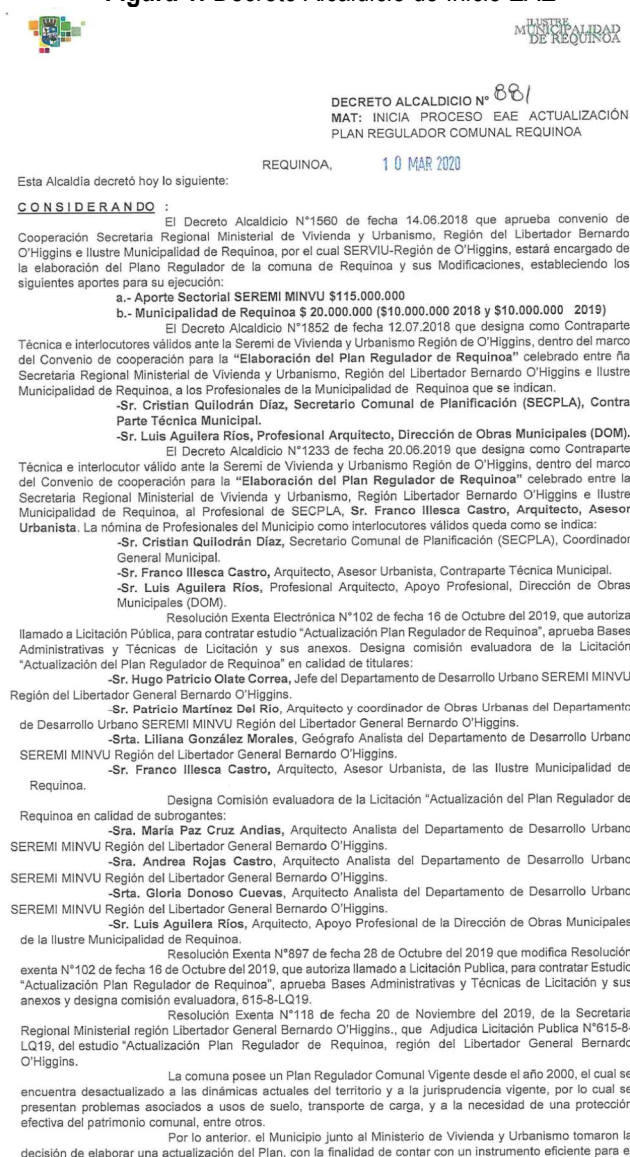 Figura 1. Decreto Alcaldicio de Inicio EAE
ILUSTRE
MUNICIPALIDAD
DE REQUINOA
DECRETO ALCALDICIO N° 881
MAT: INICIA PROCESO EAE ACTUALIZACIÓN
PLAN REGULADOR COMUNAL REQUINOA
REQUINOA, 10 MAR 2020
Esta Alcaldía decretó hoy lo siguiente:
CONSIDERANDO :
El Decreto Alcaldicio N°1560 de fecha 14.06.2018 que aprueba convenio de
Cooperación Secretaria Regional Ministerial de Vivienda y Urbanismo, Región del Libertador Bernardo
O'Higgins e Ilustre Municipalidad de Requinoa, por el cual SERVIU-Región de O'Higgins, estará encargado de
la elaboración del Plano Regulador de la comuna de Requinoa y sus Modificaciones, estableciendo los
siguientes aportes para su ejecución:
a.- Aporte Sectorial SEREMI MINVU $115.000.000
b.- Municipalidad de Requinoa $ 20.000.000 ($10.000.000 2018 y $10.000.000 2019)
El Decreto Alcaldicio N°1852 de fecha 12.07.2018 que designa como Contraparte
Técnica e interlocutores válidos ante la Seremi de Vivienda y Urbanismo Región de O'Higgins, dentro del marco
del Convenio de cooperación para la "Elaboración del Plan Regulador de Requinoa" celebrado entre ña
Secretaria Regional Ministerial de Vivienda y Urbanismo, Región del Libertador Bernardo O'Higgins e Ilustre
Municipalidad de Requinoa, a los Profesionales de la Municipalidad de Requinoa que se indican.
-Sr. Cristian Quilodrán Díaz, Secretario Comunal de Planificación (SECPLA), Contra
Parte Técnica Municipal.
-Sr. Luis Aguilera Ríos, Profesional Arquitecto, Dirección de Obras Municipales (DOM).
El Decreto Alcaldicio N°1233 de fecha 20.06.2019 que designa como Contraparte
Técnica e interlocutor válido ante la Seremi de Vivienda y Urbanismo Región de O'Higgins, dentro del marco
del Convenio de cooperación para la "Elaboración del Plan Regulador de Requinoa" celebrado entre la
Secretaria Regional Ministerial de Vivienda y Urbanismo, Región Libertador Bernardo O'Higgins e Ilustre
Municipalidad de Requinoa, al Profesional de SECPLA, Sr. Franco Illesca Castro, Arquitecto, Asesor
Urbanista. La nómina de Profesionales del Municipio como interlocutores válidos queda como se indica:
-Sr. Cristian Quilodrán Díaz, Secretario Comunal de Planificación (SECPLA), Coordinador
General Municipal.
-Sr. Franco Illesca Castro, Arquitecto, Asesor Urbanista, Contraparte Técnica Municipal.
-Sr. Luis Aguilera Ríos, Profesional Arquitecto, Apoyo Profesional, Dirección de Obras
Municipales (DOM).
Resolución Exenta Electrónica N°102 de fecha 16 de Octubre del 2019, que autoriza
llamado a Licitación Pública, para contratar estudio "Actualización Plan Regulador de Requinoa", aprueba Bases
Administrativas y Técnicas de Licitación y sus anexos. Designa comisión evaluadora de la Licitación
"Actualización del Plan Regulador de Requinoa" en calidad de titulares:
-Sr. Hugo Patricio Olate Correa, Jefe del Departamento de Desarrollo Urbano SEREMI MINVU
Región del Libertador General Bernardo O'Higgins.
-Sr. Patricio Martínez Del Rio, Arquitecto y coordinador de Obras Urbanas del Departamento
de Desarrollo Urbano SEREMI MINVU Región del Libertador General Bernardo O'Higgins.
-Srta. Liliana González Morales, Geógrafo Analista del Departamento de Desarrollo Urbano
SEREMI MINVU Región del Libertador General Bernardo O'Higgins.
-Sr. Franco Illesca Castro, Arquitecto, Asesor Urbanista, de las Ilustre Municipalidad de
Requinoa.
Designa Comisión evaluadora de la Licitación "Actualización del Plan Regulador de
Requinoa en calidad de subrogantes:
-Sra. María Paz Cruz Andias, Arquitecto Analista del Departamento de Desarrollo Urbano
SEREMI MINVU Región del Libertador General Bernardo O'Higgins.
-Sra. Andrea Rojas Castro, Arquitecto Analista del Departamento de Desarrollo Urbano
SEREMI MINVU Región del Libertador General Bernardo O'Higgins.
-Srta. Gloria Donoso Cuevas, Arquitecto Analista del Departamento de Desarrollo Urbano
SEREMI MINVU Región del Libertador General Bernardo O'Higgins.
-Sr. Luis Aguilera Ríos, Arquitecto, Apoyo Profesional de la Dirección de Obras Municipales
de la Ilustre Municipalidad de Requinoa.
Resolución Exenta N°897 de fecha 28 de Octubre del 2019 que modifica Resolución
exenta N°102 de fecha 16 de Octubre del 2019, que autoriza llamado a Licitación Publica, para contratar Estudio
"Actualización Plan Regulador de Requinoa", aprueba Bases Administrativas y Técnicas de Licitación y sus
anexos y designa comisión evaluadora, 615-8-LQ19.
Resolución Exenta N°118 de fecha 20 de Noviembre del 2019, de la Secretaria
Regional Ministerial región Libertador General Bernardo O'Higgins., que Adjudica Licitación Publica N°615-8-
LQ19, del estudio "Actualización Plan Regulador de Requinoa, región del Libertador General Bernardo
O'Higgins.
La comuna posee un Plan Regulador Comunal Vigente desde el año 2000, el cual se
encuentra desactualizado a las dinámicas actuales del territorio y a la jurisprudencia vigente, por lo cual se
presentan problemas asociados a usos de suelo, transporte de carga, y a la necesidad de una protección
efectiva del patrimonio comunal, entre otros.
Por lo anterior, el Municipio junto al Ministerio de Vivienda y Urbanismo tomaron la
decisión de elaborar una actualización del Plan, con la finalidad de contar con un instrumento eficiente para e